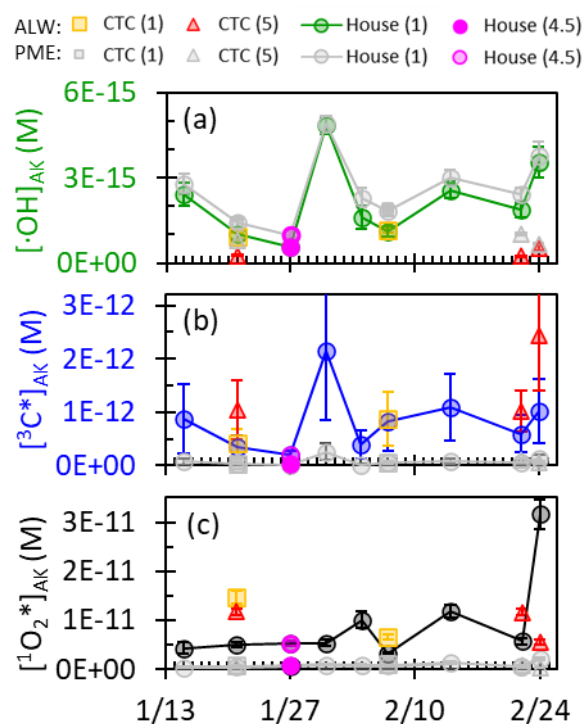 ALW: CTC (1) CTC (5) House (1) House (4.5)
PME: CTC (1) CTC (5) House (1) House (4.5)
6E-15
(a)
3E-15
0E+00
[·OH]AK (M)
3E-12
(b)
2E-12
1E-12
0E+00
[³C*]AK (M)
3E-11
(c)
2E-11
1E-11
0E+00
[¹O₂*]AK (M)
1/13 1/27 2/10 2/24